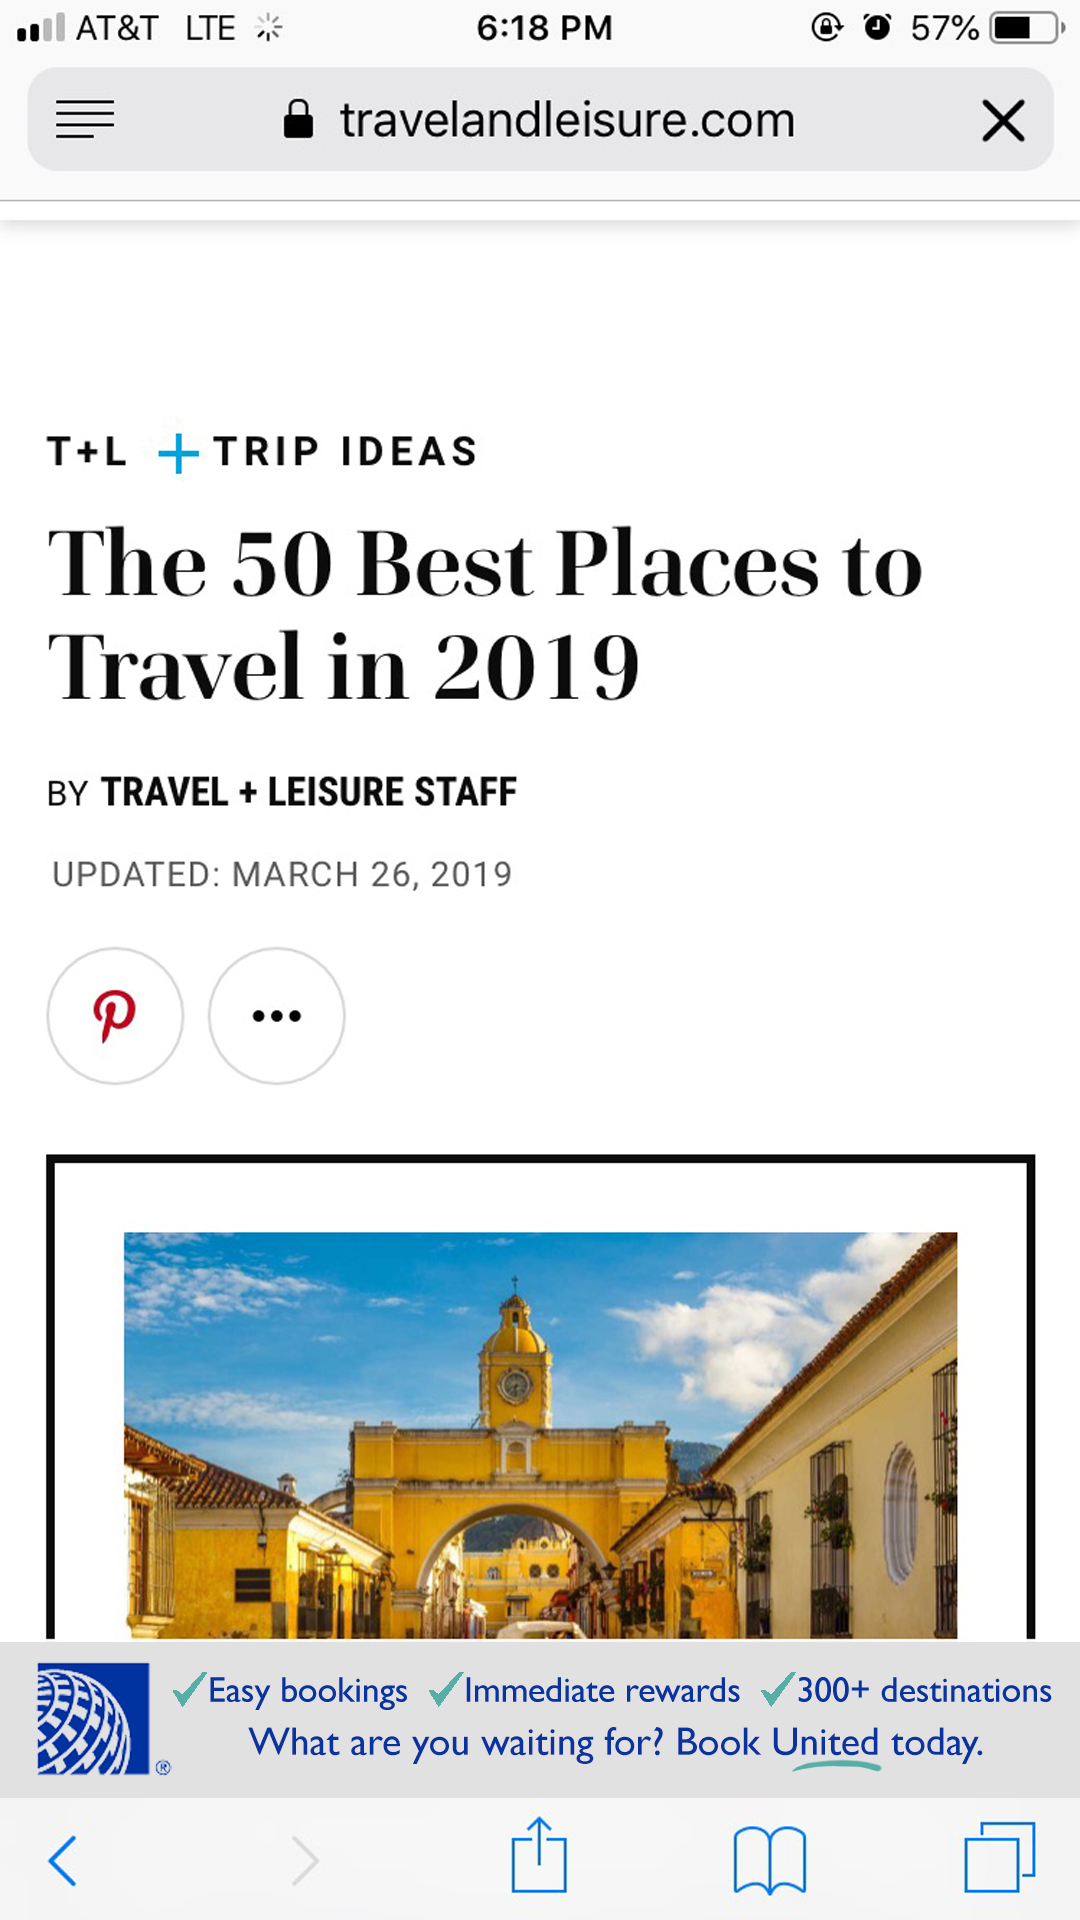 AT&T LTE 6:18 PM 57%
travelandleisure.com
T+L + TRIP IDEAS
The 50 Best Places to
Travel in 2019
BY TRAVEL + LEISURE STAFF
UPDATED: MARCH 26, 2019
✓Easy bookings ✓Immediate rewards ✓300+ destinations
What are you waiting for? Book United today.
®